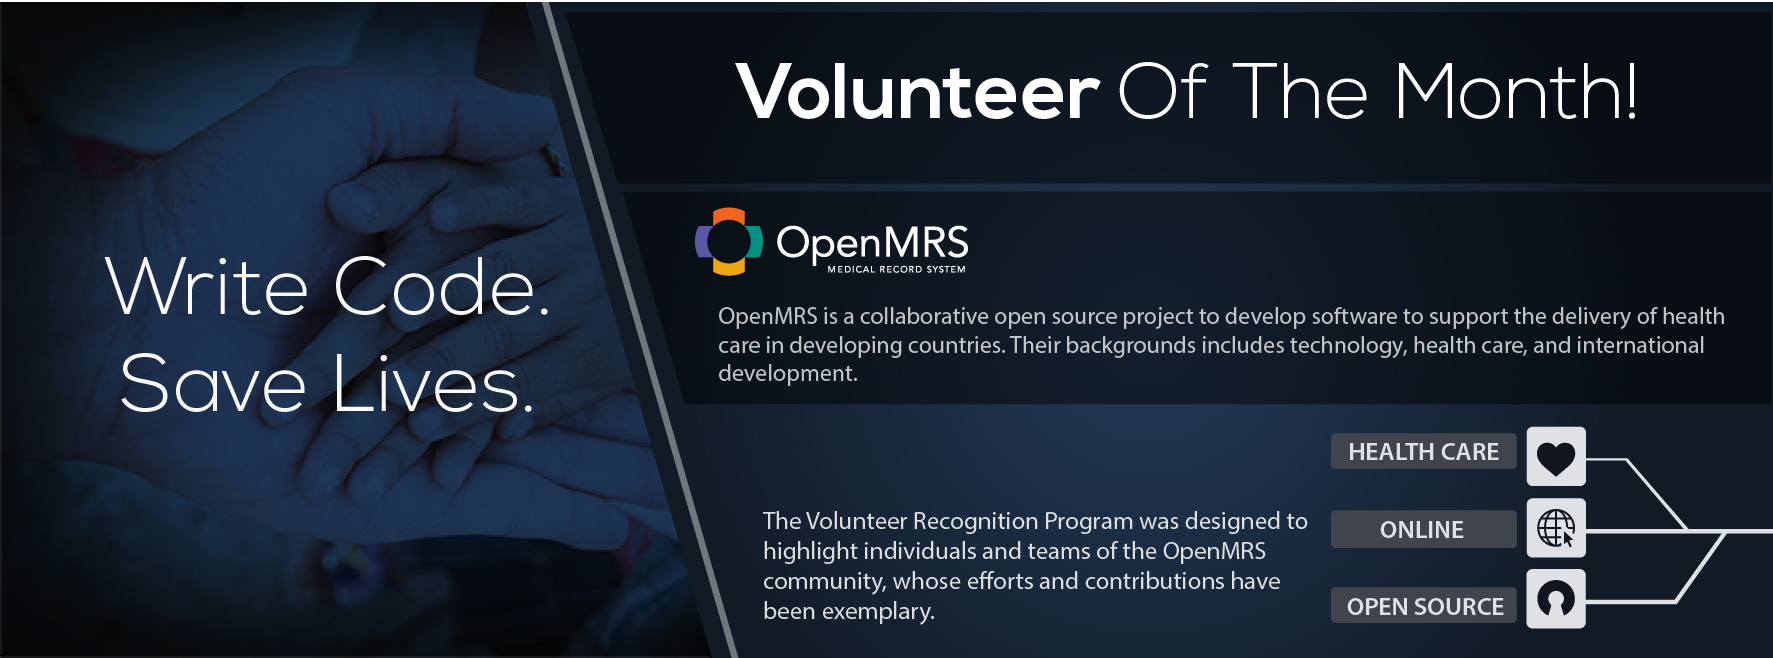 Write Code.
Save Lives.
Volunteer Of The Month!
OpenMRS
MEDICAL RECORD SYSTEM
OpenMRS is a collaborative open source project to develop software to support the delivery of health
care in developing countries. Their backgrounds includes technology, health care, and international
development.
The Volunteer Recognition Program was designed to
highlight individuals and teams of the OpenMRS
community, whose efforts and contributions have
been exemplary.
HEALTH CARE
ONLINE
OPEN SOURCE